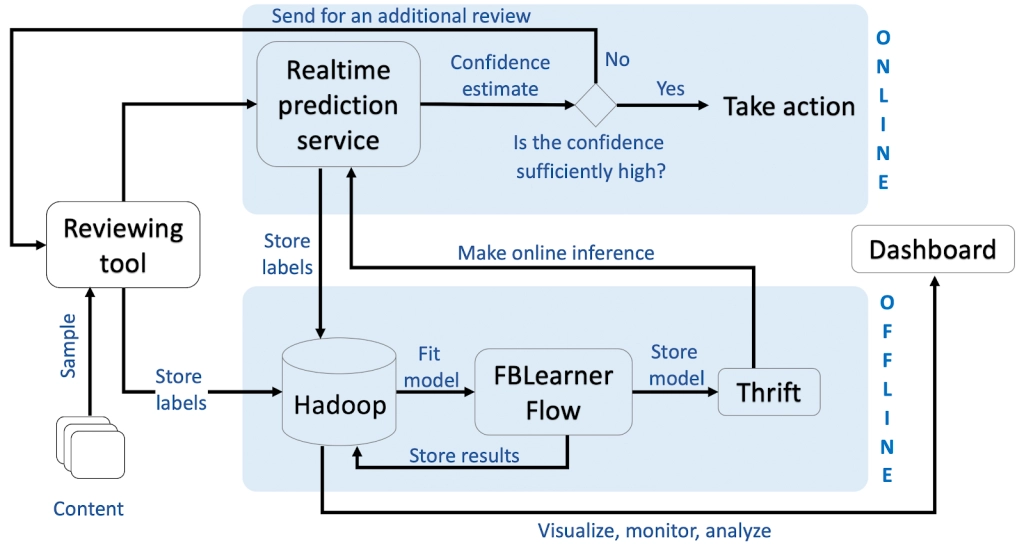 Send for an additional review
Realtime
prediction
service
Confidence
estimate
No
Yes
Take action
Is the confidence
sufficiently high?
ONLINE
Reviewing
tool
Store
labels
Make online inference
Dashboard
Sample
Store
labels
Hadoop
Fit
model
FBLearner
Flow
Store
model
Thrift
OFFLINE
Store results
Content
Visualize, monitor, analyze